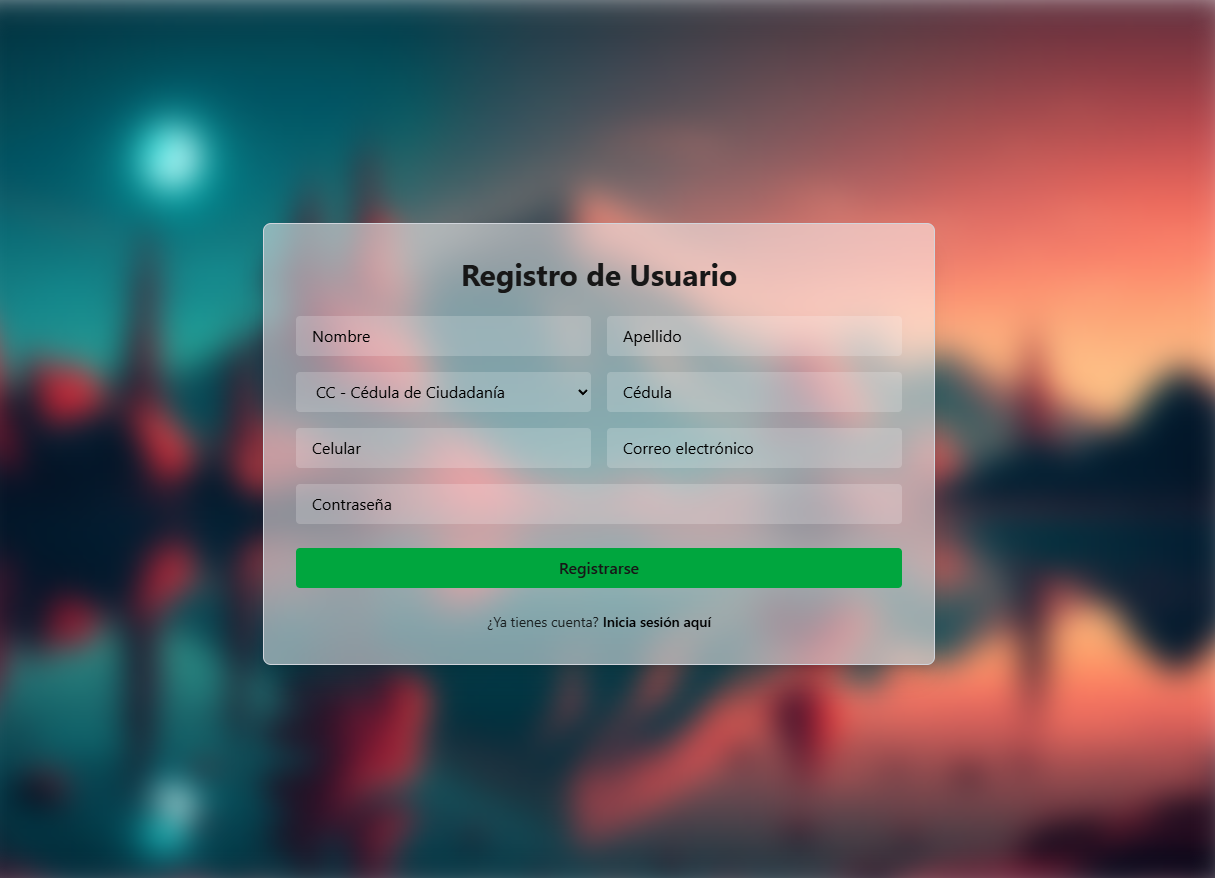 Registro de Usuario
Nombre
Apellido
CC - Cédula de Ciudadanía
Cédula
Celular
Correo electrónico
Contraseña
Registrarse
¿Ya tienes cuenta? Inicia sesión aquí